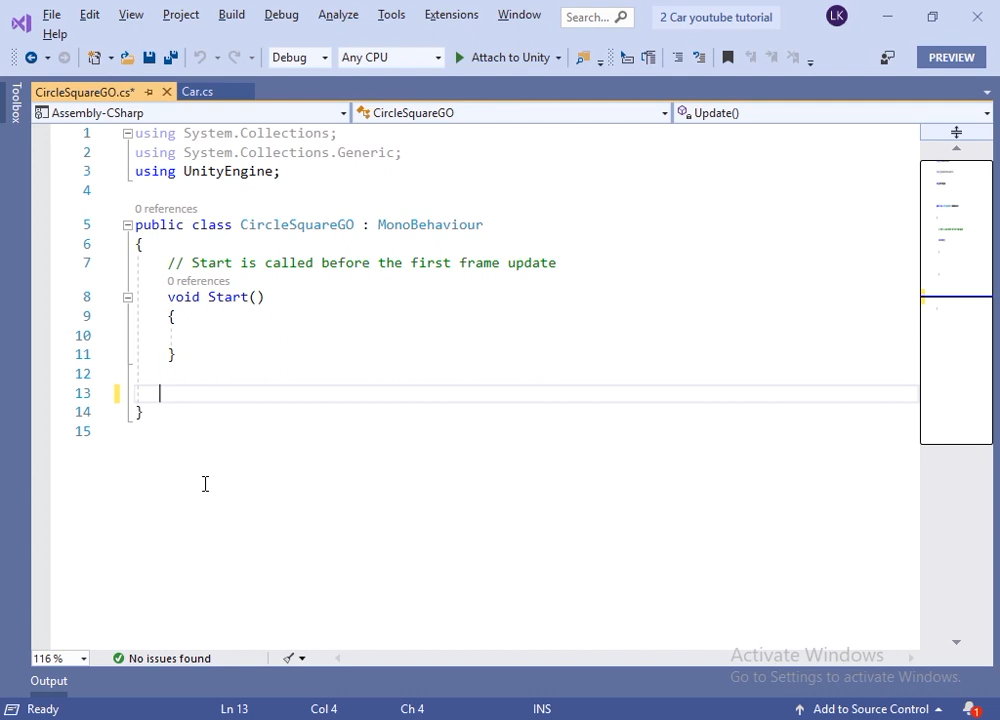 File Edit View Project Build Debug Analyze Tools Extensions Window Search... 2 Car youtube tutorial LK
Help
Debug Any CPU Attach to Unity PREVIEW
Toolbox
CircleSquareGO.cs* Car.cs
Assembly-CSharp CircleSquareGO Update()
1 using System.Collections;
2 using System.Collections.Generic;
3 using UnityEngine;
4
0 references
5 public class CircleSquareGO : MonoBehaviour
6 {
7 // Start is called before the first frame update
0 references
8 void Start()
9 {
10
11 }
12
13
14 }
15
116 % No issues found
Activate Windows
Go to Settings to activate Windows.
Output
Ready Ln 13 Col 4 Ch 4 INS Add to Source Control 1